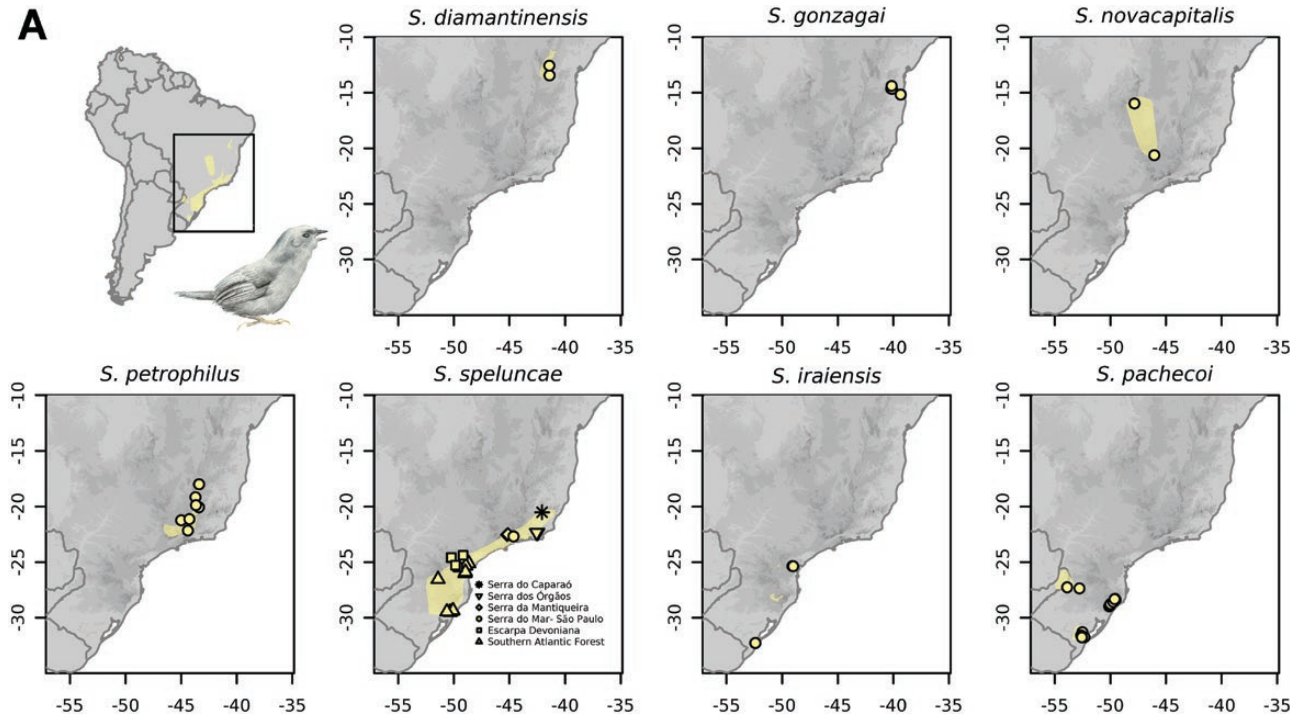 A
S. diamantinensis
S. gonzagai
S. novacapitalis
-10
-15
-20
-25
-30
-10
-15
-20
-25
-30
-10
-15
-20
-25
-30
-55 -50 -45 -40 -35
-55 -50 -45 -40 -35
-55 -50 -45 -40 -35
S. petrophilus
S. speluncae
S. iraiensis
S. pachecoi
-10
-15
-20
-25
-30
-10
-15
-20
-25
-30
Serra do Caparaó
Serra dos Órgãos
Serra da Mantiqueira
Serra do Mar- São Paulo
Escarpa Devoniana
Southern Atlantic Forest
-10
-15
-20
-25
-30
-10
-15
-20
-25
-30
-55 -50 -45 -40 -35
-55 -50 -45 -40 -35
-55 -50 -45 -40 -35
-55 -50 -45 -40 -35